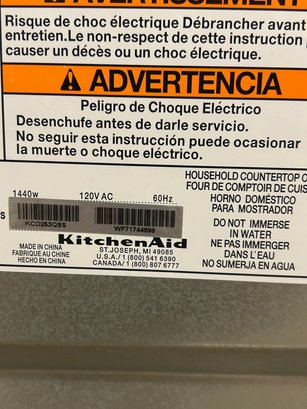 AVERTISSEMENT
Risque de choc électrique Débrancher avant
entretien.Le non-respect de cette instruction
causer un décès ou un choc électrique.
ADVERTENCIA
Peligro de Choque Eléctrico
Desenchufe antes de darle servicio.
No seguir esta instrucción puede ocasionar
la muerte o choque eléctrico.
1440w 120V AC 60Hz
KCO253QSS WF71744898
KitchenAid
ST. JOSEPH, MI 49085
U.S.A./ 1 (800) 541 6390
CANADA/ 1 (800) 807 6777
MADE IN CHINA
FABRIQUE AU CHINE
HECHO EN CHINA
HOUSEHOLD COUNTERTOP
FOUR DE COMPTOIR DE
HORNO DOMÉSTICO
PARA MOSTRADOR
DO NOT IMMERSE
IN WATER
NE PAS IMMERGER
DANS L'EAU
NO SUMERJA EN AGUA